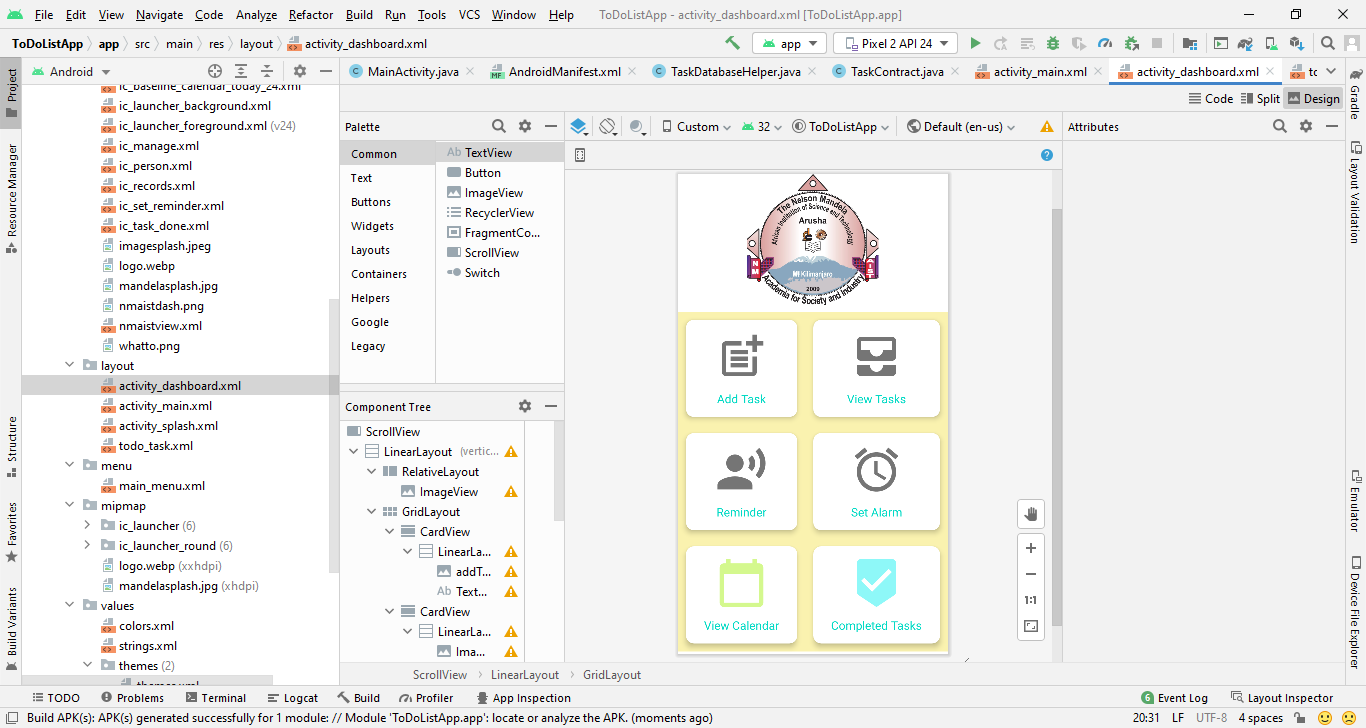 File Edit View Navigate Code Analyze Refactor Build Run Tools VCS Window Help ToDoListApp - activity_dashboard.xml [ToDoListApp.app]
ToDoListApp app src main res layout activity_dashboard.xml app Pixel 2 API 24
Android
MainActivity.java AndroidManifest.xml TaskDatabaseHelper.java TaskContract.java activity_main.xml activity_dashboard.xml
Code Split Design
Project
Resource Manager
Structure
Favorites
Build Variants
ic_baseline_calendar_today_24.xml
ic_launcher_background.xml
ic_launcher_foreground.xml (v24)
ic_manage.xml
ic_person.xml
ic_records.xml
ic_set_reminder.xml
ic_task_done.xml
imagesplash.jpeg
logo.webp
mandelasplash.jpg
nmaistdash.png
nmaistview.xml
whatto.png
layout
activity_dashboard.xml
activity_main.xml
activity_splash.xml
todo_task.xml
menu
main_menu.xml
mipmap
ic_launcher (6)
ic_launcher_round (6)
logo.webp (xxhdpi)
mandelasplash.jpg (xhdpi)
values
colors.xml
strings.xml
themes (2)
themes.xml
Palette
Common
Text
Buttons
Widgets
Layouts
Containers
Helpers
Google
Legacy
Ab TextView
Button
ImageView
RecyclerView
FragmentCo...
ScrollView
Switch
Component Tree
ScrollView
LinearLayout (vertic...
RelativeLayout
ImageView
GridLayout
CardView
LinearLa...
addT...
Ab Text...
CardView
LinearLa...
Ima...
Custom 32 ToDoListApp Default (en-us)
The Nelson Mandela
African Institution of Science and Technology
Arusha
Mt Kilimanjaro
2009
Academia for Society and Industry
Add Task
View Tasks
Reminder
Set Alarm
View Calendar
Completed Tasks
1:1
Attributes
Gradle
Layout Validation
Emulator
Device File Explorer
ScrollView LinearLayout GridLayout
TODO Problems Terminal Logcat Build Profiler App Inspection 6 Event Log Layout Inspector
Build APK(s): APK(s) generated successfully for 1 module: // Module 'ToDoListApp.app': locate or analyze the APK. (moments ago) 20:31 LF UTF-8 4 spaces